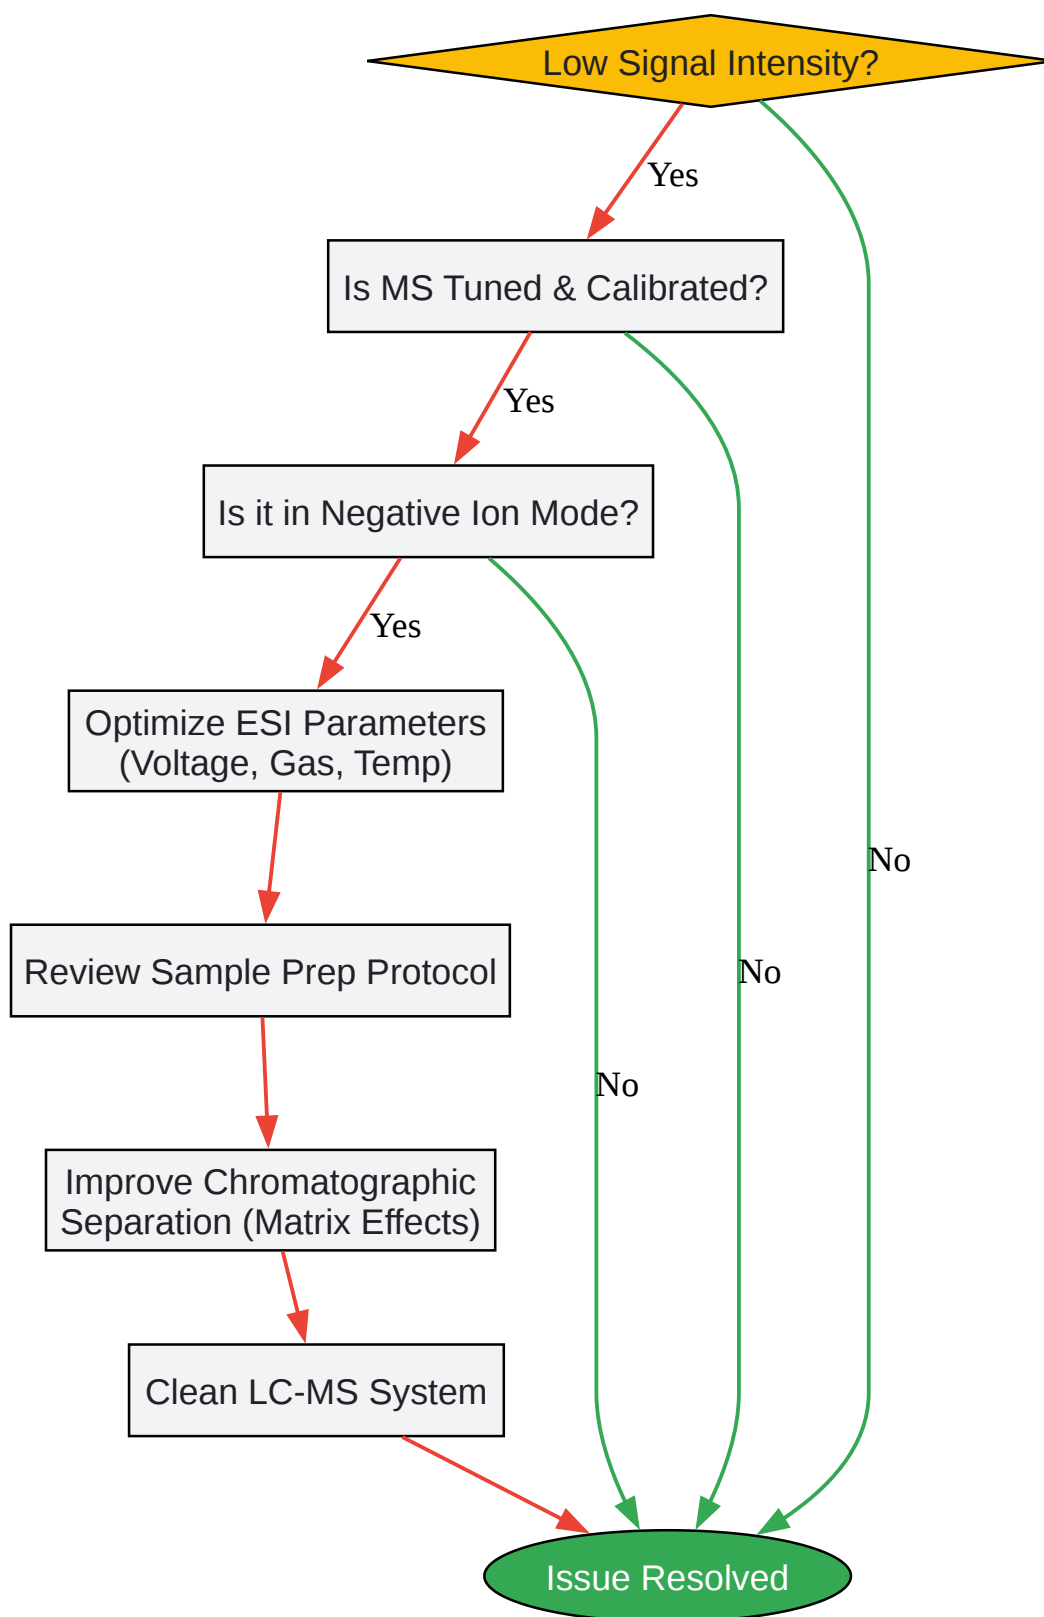 Low Signal Intensity?
Yes
Is MS Tuned & Calibrated?
Yes
Is it in Negative Ion Mode?
Yes
Optimize ESI Parameters
(Voltage, Gas, Temp)
No
Review Sample Prep Protocol
No
No
Improve Chromatographic
Separation (Matrix Effects)
Clean LC-MS System
Issue Resolved